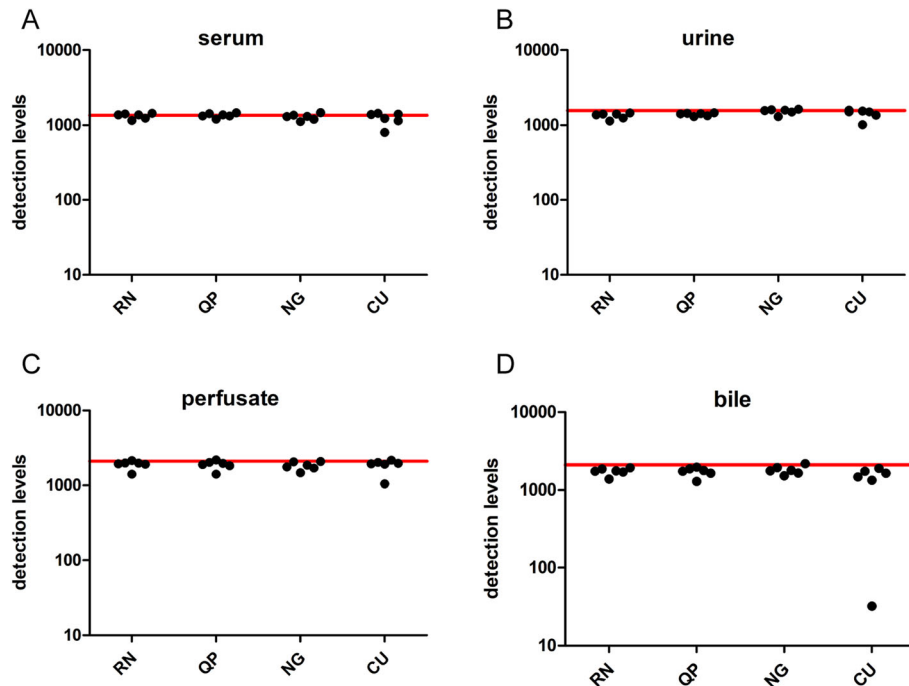 A
serum
detection levels
10000
1000
100
10
RN
QP
NG
CU
B
urine
detection levels
10000
1000
100
10
RN
QP
NG
CU
C
perfusate
detection levels
10000
1000
100
10
RN
QP
NG
CU
D
bile
detection levels
10000
1000
100
10
RN
QP
NG
CU